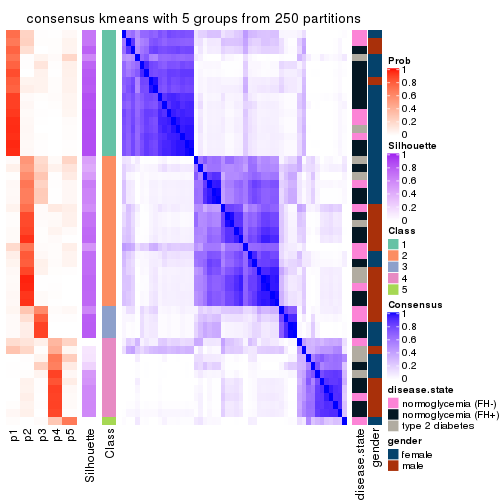 consensus kmeans with 5 groups from 250 partitions
Prob
1
0.8
0.6
0.4
0.2
0
Silhouette
1
0.8
0.6
0.4
0.2
0
Class
1
2
3
4
5
Consensus
1
0.8
0.6
0.4
0.2
0
disease.state
normoglycemia (FH-)
normoglycemia (FH+)
type 2 diabetes
gender
female
male
p1
p2
p3
p4
p5
Silhouette
Class
disease.state
gender